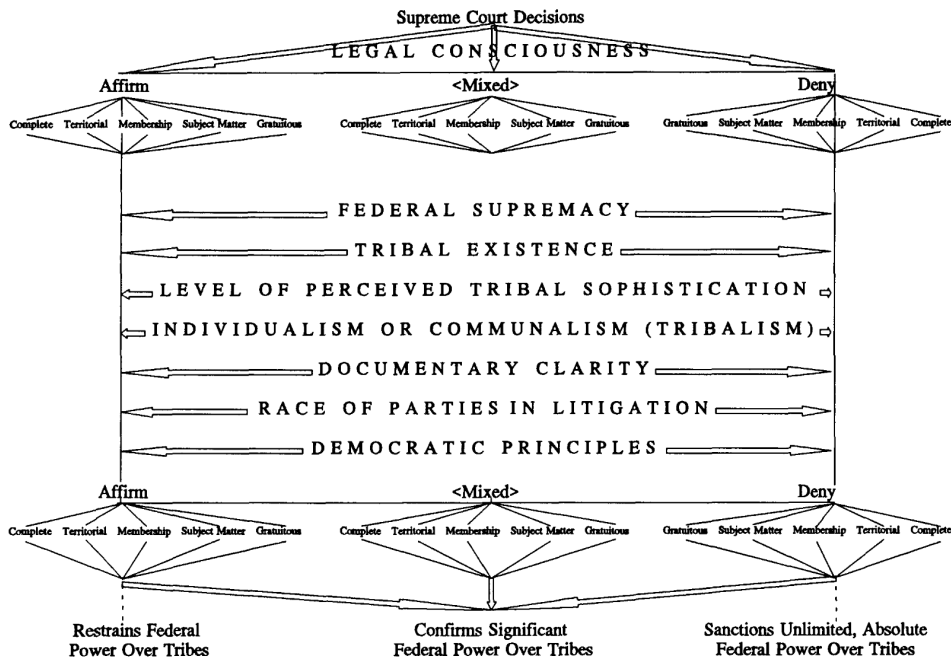 Supreme Court Decisions
LEGAL CONSCIOUSNESS
Affirm <Mixed> Deny
Complete Territorial Membership Subject Matter Gratuitous Complete Territorial Membership Subject Matter Gratuitous Gratuitous Subject Matter Membership Territorial Complete
FEDERAL SUPREMACY
TRIBAL EXISTENCE
LEVEL OF PERCEIVED TRIBAL SOPHISTICATION
INDIVIDUALISM OR COMMUNALISM (TRIBALISM)
DOCUMENTARY CLARITY
RACE OF PARTIES IN LITIGATION
DEMOCRATIC PRINCIPLES
Affirm <Mixed> Deny
Complete Territorial Membership Subject Matter Gratuitous Complete Territorial Membership Subject Matter Gratuitous Gratuitous Subject Matter Membership Territorial Complete
Restrains Federal
Power Over Tribes
Confirms Significant
Federal Power Over Tribes
Sanctions Unlimited, Absolute
Federal Power Over Tribes